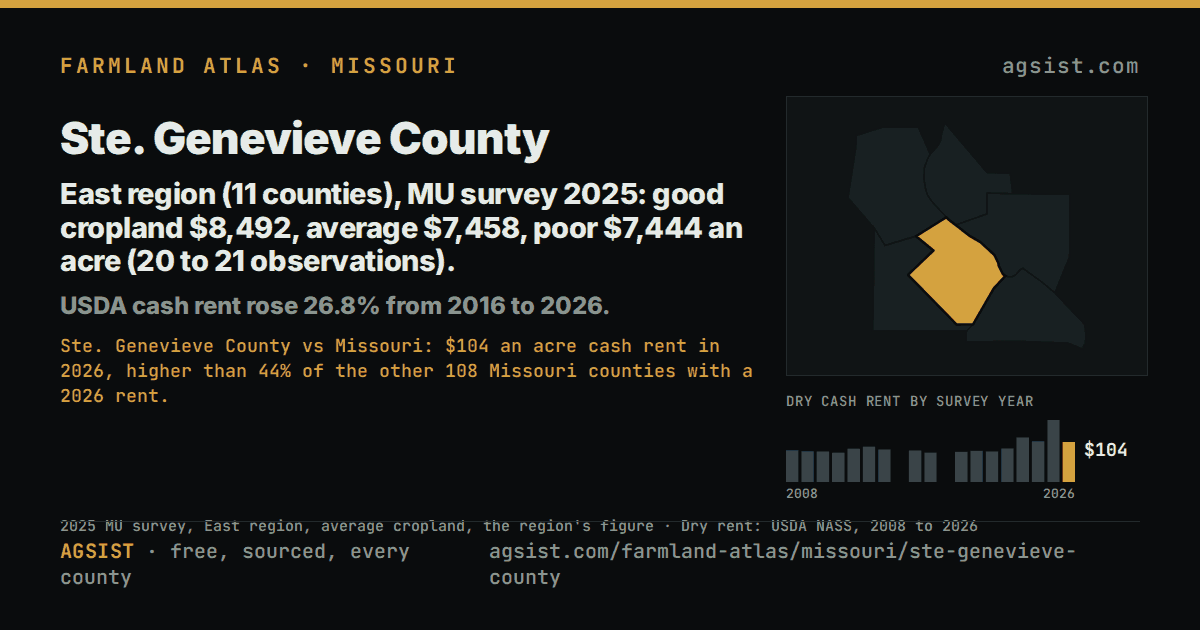 FARMLAND ATLAS · MISSOURI
agsist.com
Ste. Genevieve County
East region (11 counties), MU survey 2025: good
cropland $8,492, average $7,458, poor $7,444 an
acre (20 to 21 observations).
USDA cash rent rose 26.8% from 2016 to 2026.
Ste. Genevieve County vs Missouri: $104 an acre cash rent in
2026, higher than 44% of the other 108 Missouri counties with a
2026 rent.
DRY CASH RENT BY SURVEY YEAR
$104
2008
2026
2025 MU survey, East region, average cropland, the region's figure · Dry rent: USDA NASS, 2008 to 2026
AGSIST · free, sourced, every
county
agsist.com/farmland-atlas/missouri/ste-genevieve-
county